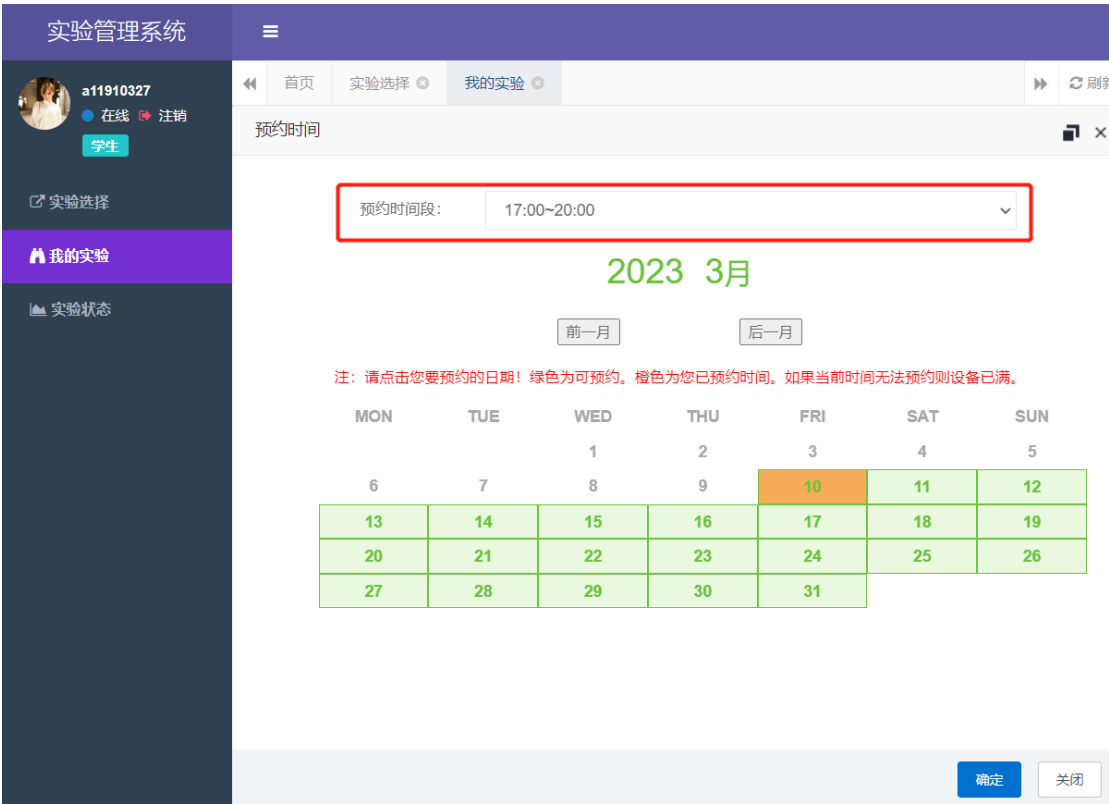 实验管理系统
a11910327
在线 注销
学生
实验选择
我的实验
实验状态
首页 实验选择 我的实验 刷新
预约时间
预约时间段: 17:00~20:00
2023 3月
前一月 后一月
注：请点击您要预约的日期！绿色为可预约。橙色为您已预约时间。如果当前时间无法预约则设备已满。
MON TUE WED THU FRI SAT SUN
1 2 3 4 5
6 7 8 9 10 11 12
13 14 15 16 17 18 19
20 21 22 23 24 25 26
27 28 29 30 31
确定 关闭